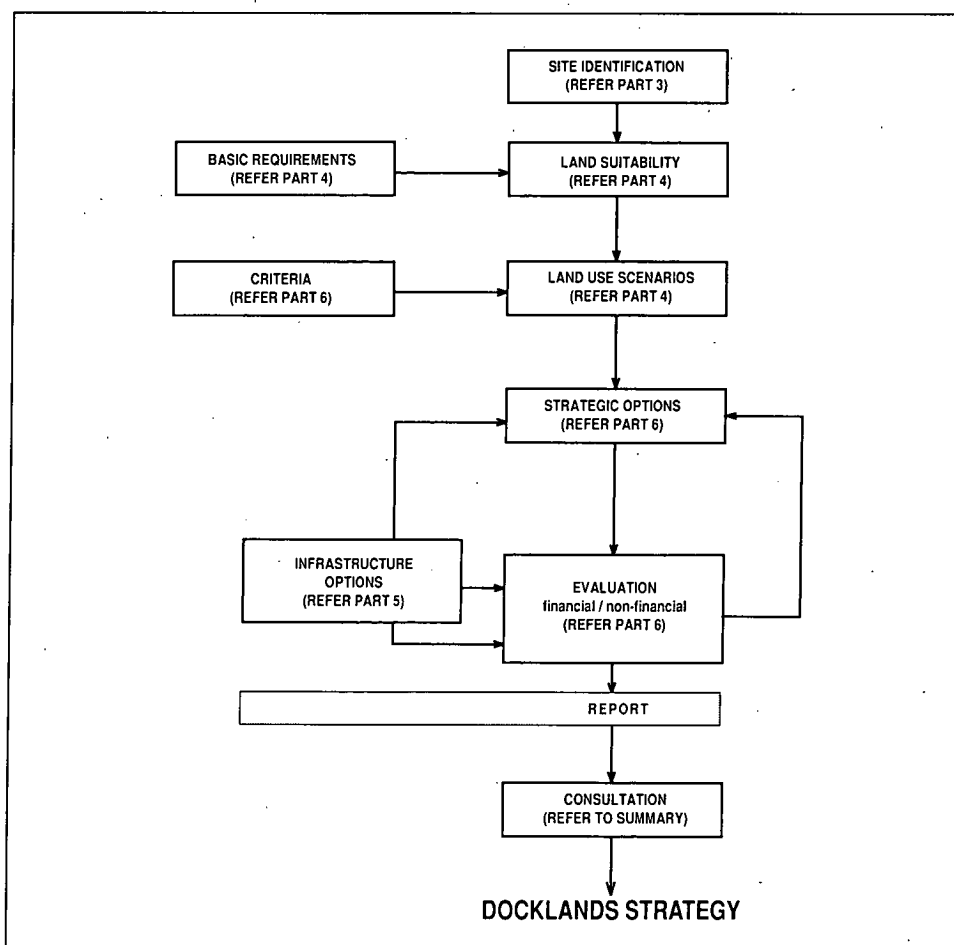 SITE IDENTIFICATION
(REFER PART 3)
BASIC REQUIREMENTS
(REFER PART 4)
LAND SUITABILITY
(REFER PART 4)
CRITERIA
(REFER PART 6)
LAND USE SCENARIOS
(REFER PART 4)
STRATEGIC OPTIONS
(REFER PART 6)
INFRASTRUCTURE
OPTIONS
(REFER PART 5)
EVALUATION
financial / non-financial
(REFER PART 6)
REPORT
CONSULTATION
(REFER TO SUMMARY)
DOCKLANDS STRATEGY